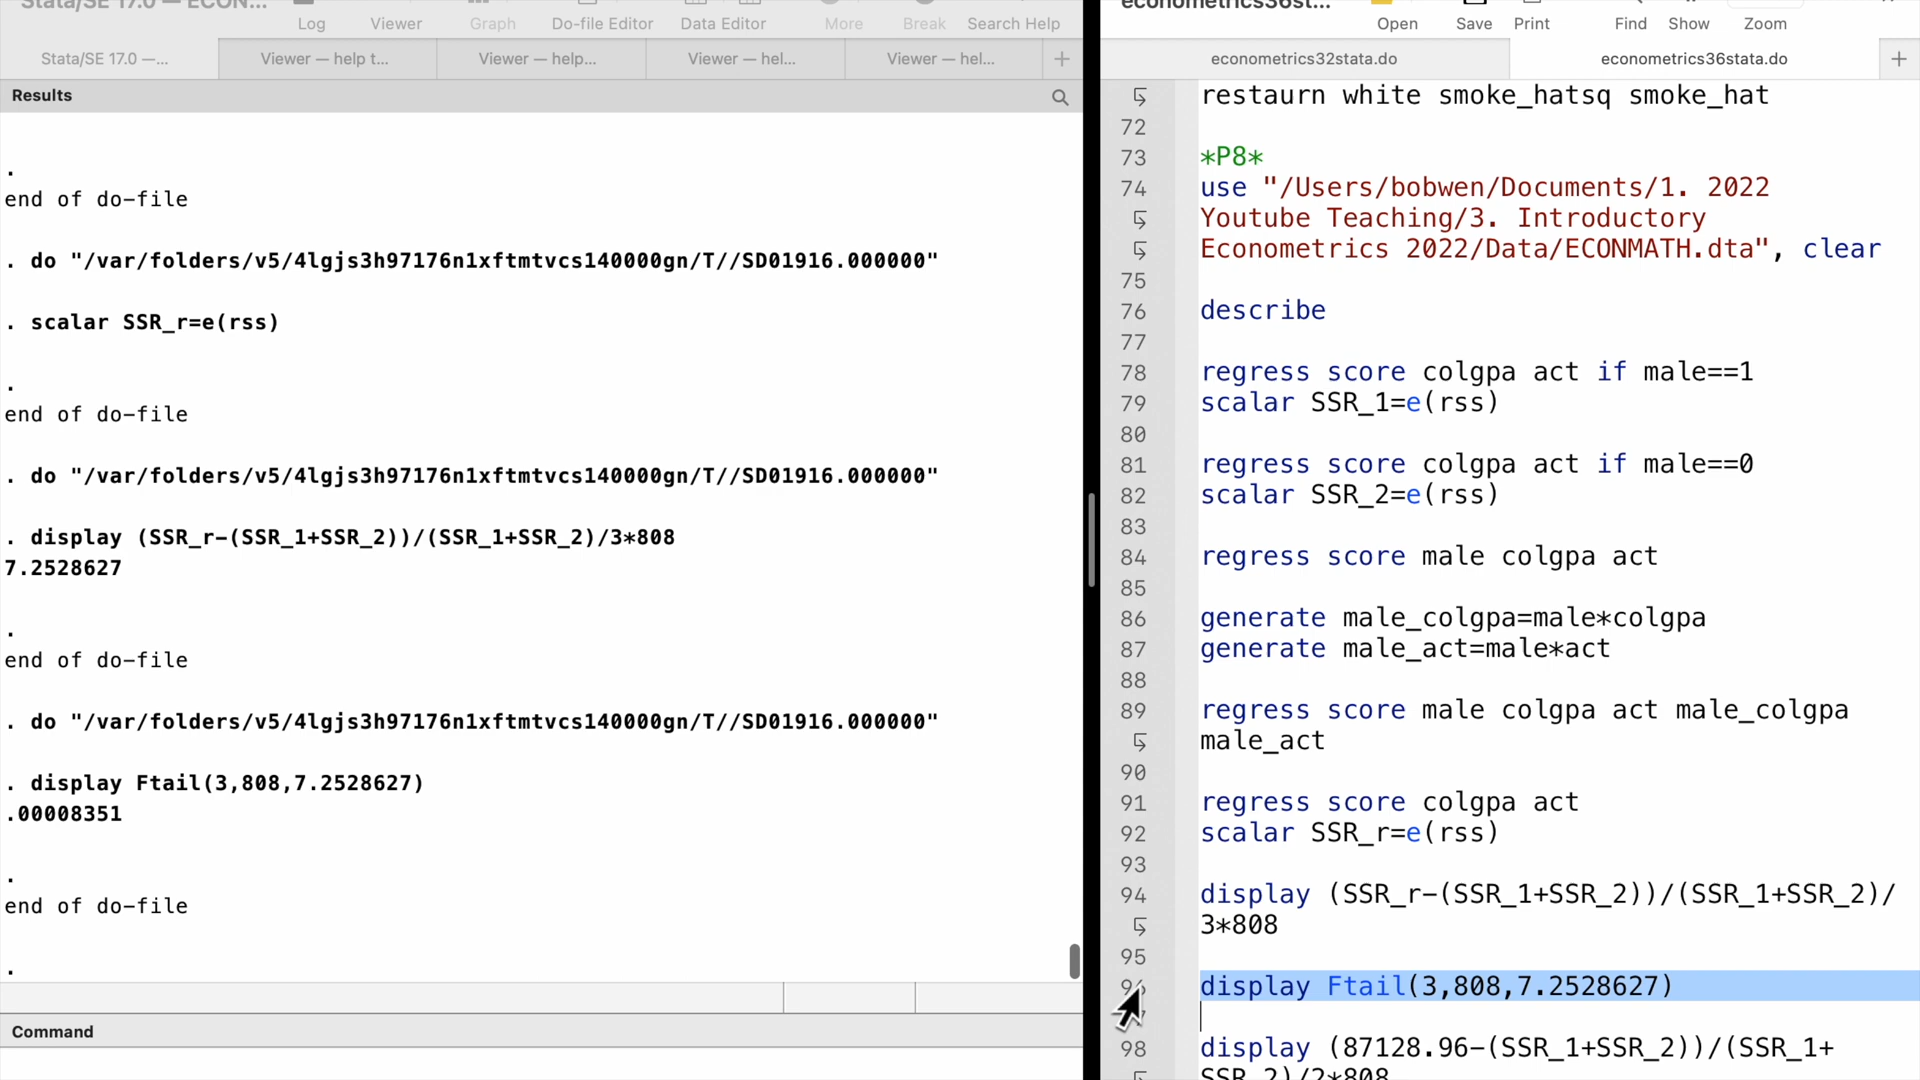 Stata/SE 17.0 — ECON...
Log
Viewer
Graph
Do-file Editor
Data Editor
More
Break
Search Help
Stata/SE 17.0 —...
Viewer — help t...
Viewer — help...
Viewer — hel...
Viewer — hel...
+
Results
.
end of do-file
. do "/var/folders/v5/4lgjs3h97176n1xftmtvcs140000gn/T//SD01916.000000"
. scalar SSR_r=e(rss)
.
end of do-file
. do "/var/folders/v5/4lgjs3h97176n1xftmtvcs140000gn/T//SD01916.000000"
. display (SSR_r-(SSR_1+SSR_2))/(SSR_1+SSR_2)/3*808
7.2528627
.
end of do-file
. do "/var/folders/v5/4lgjs3h97176n1xftmtvcs140000gn/T//SD01916.000000"
. display Ftail(3,808,7.2528627)
.00008351
.
end of do-file
.
Command
econometrics36st...
Open
Save
Print
Find
Show
Zoom
econometrics32stata.do
econometrics36stata.do
+
restaurn white smoke_hatsq smoke_hat
72
73 *P8*
74 use "/Users/bobwen/Documents/1. 2022
Youtube Teaching/3. Introductory
Econometrics 2022/Data/ECONMATH.dta", clear
75
76 describe
77
78 regress score colgpa act if male==1
79 scalar SSR_1=e(rss)
80
81 regress score colgpa act if male==0
82 scalar SSR_2=e(rss)
83
84 regress score male colgpa act
85
86 generate male_colgpa=male*colgpa
87 generate male_act=male*act
88
89 regress score male colgpa act male_colgpa
male_act
90
91 regress score colgpa act
92 scalar SSR_r=e(rss)
93
94 display (SSR_r-(SSR_1+SSR_2))/(SSR_1+SSR_2)/
3*808
95
96 display Ftail(3,808,7.2528627)
98 display (87128.96-(SSR_1+SSR_2))/(SSR_1+
SSR_2)/2*808